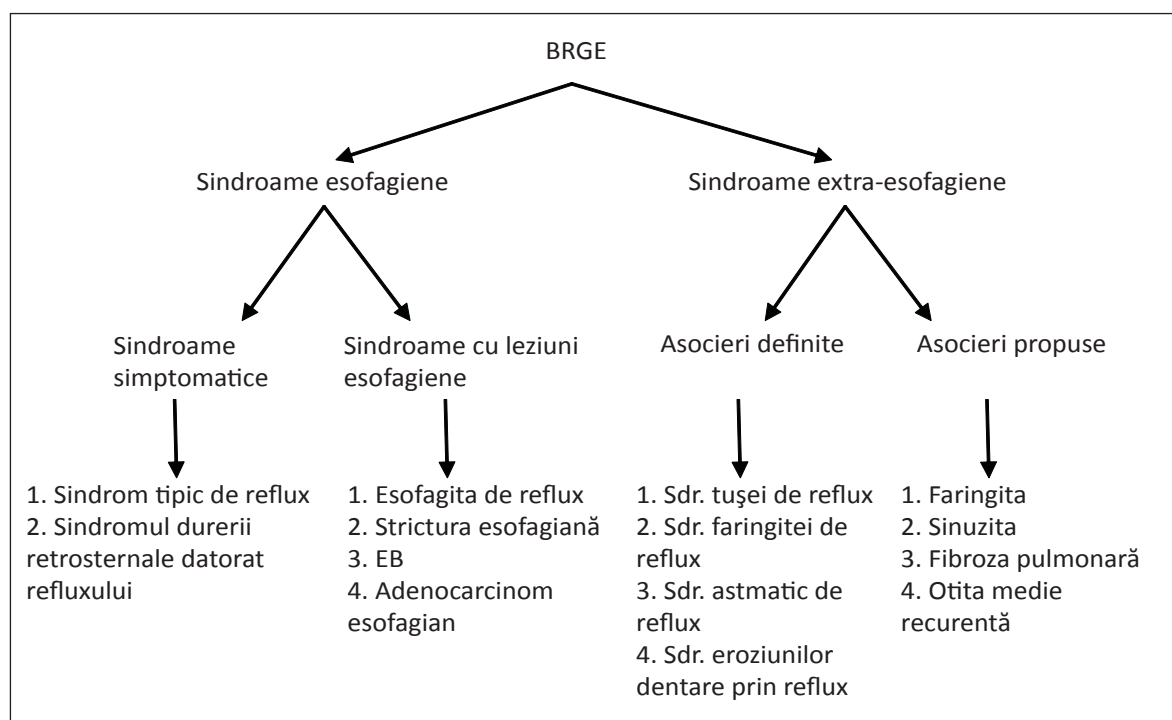 BRGE
Sindroame esofagiene
Sindroame extra-esofagiene
Sindroame
simptomatice
Sindroame cu leziuni
esofagiene
Asocieri definite
Asocieri propuse
1. Sindrom tipic de reflux
2. Sindromul durerii
retrosternale datorat
refluxului
1. Esofagita de reflux
2. Strictura esofagiană
3. EB
4. Adenocarcinom
esofagian
1. Sdr. tuşei de reflux
2. Sdr. faringitei de
reflux
3. Sdr. astmatic de
reflux
4. Sdr. eroziunilor
dentare prin reflux
1. Faringita
2. Sinuzita
3. Fibroza pulmonară
4. Otita medie
recurentă